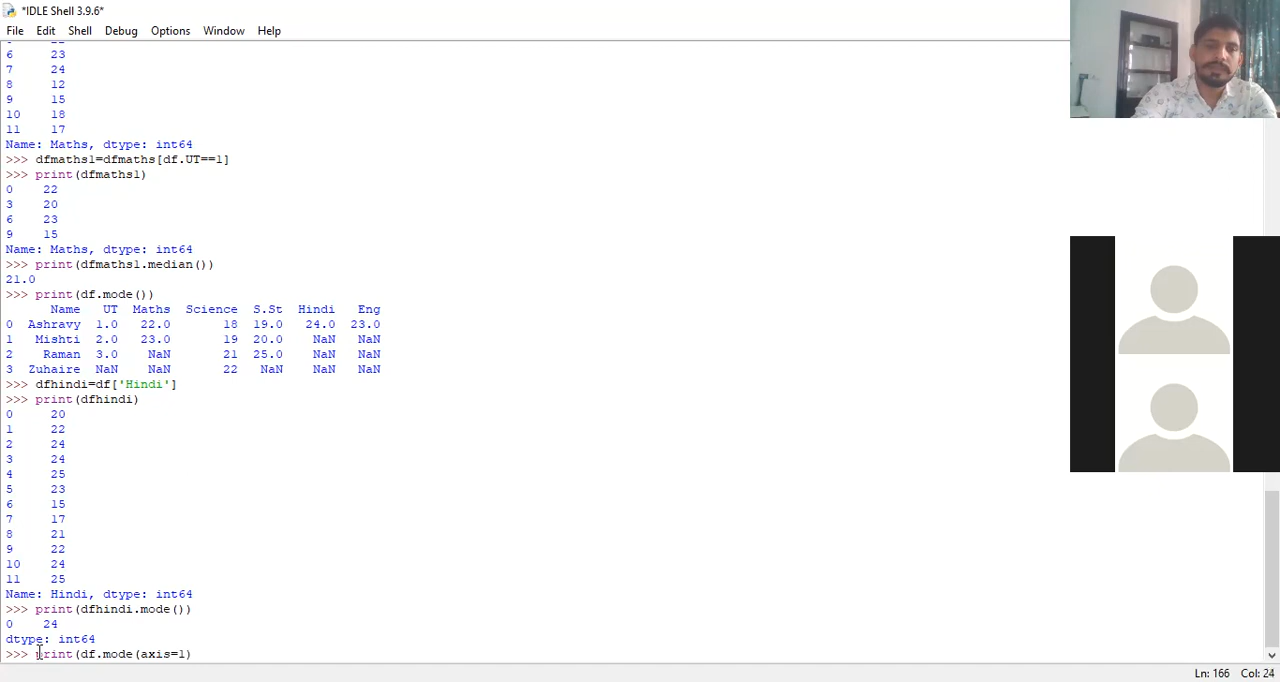 *IDLE Shell 3.9.6*
File Edit Shell Debug Options Window Help
6 23
7 24
8 12
9 15
10 18
11 17
Name: Maths, dtype: int64
>>> dfmaths1=dfmaths[df.UT==1]
>>> print(dfmaths1)
0 22
3 20
6 23
9 15
Name: Maths, dtype: int64
>>> print(dfmaths1.median())
21.0
>>> print(df.mode())
Name UT Maths Science S.St Hindi Eng
0 Ashravy 1.0 22.0 18 19.0 24.0 23.0
1 Mishti 2.0 23.0 19 20.0 NaN NaN
2 Raman 3.0 NaN 21 25.0 NaN NaN
3 Zuhaire NaN NaN 22 NaN NaN NaN
>>> dfhindi=df['Hindi']
>>> print(dfhindi)
0 20
1 22
2 24
3 24
4 25
5 23
6 15
7 17
8 21
9 22
10 24
11 25
Name: Hindi, dtype: int64
>>> print(dfhindi.mode())
0 24
dtype: int64
>>> print(df.mode(axis=1)
Ln: 166 Col: 24